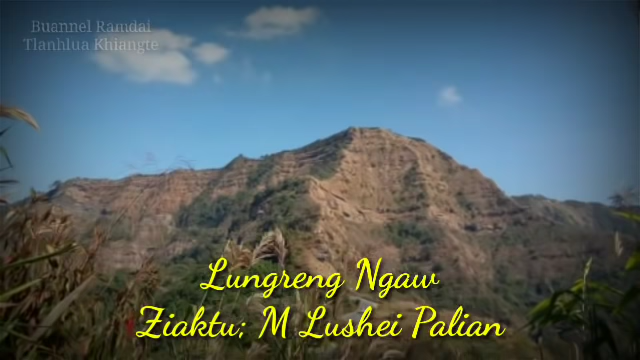 Buannel Ramdai
Tlanhlua Khiangte
Lungreng Ngaw
Ziaktu; M Lushei Palian